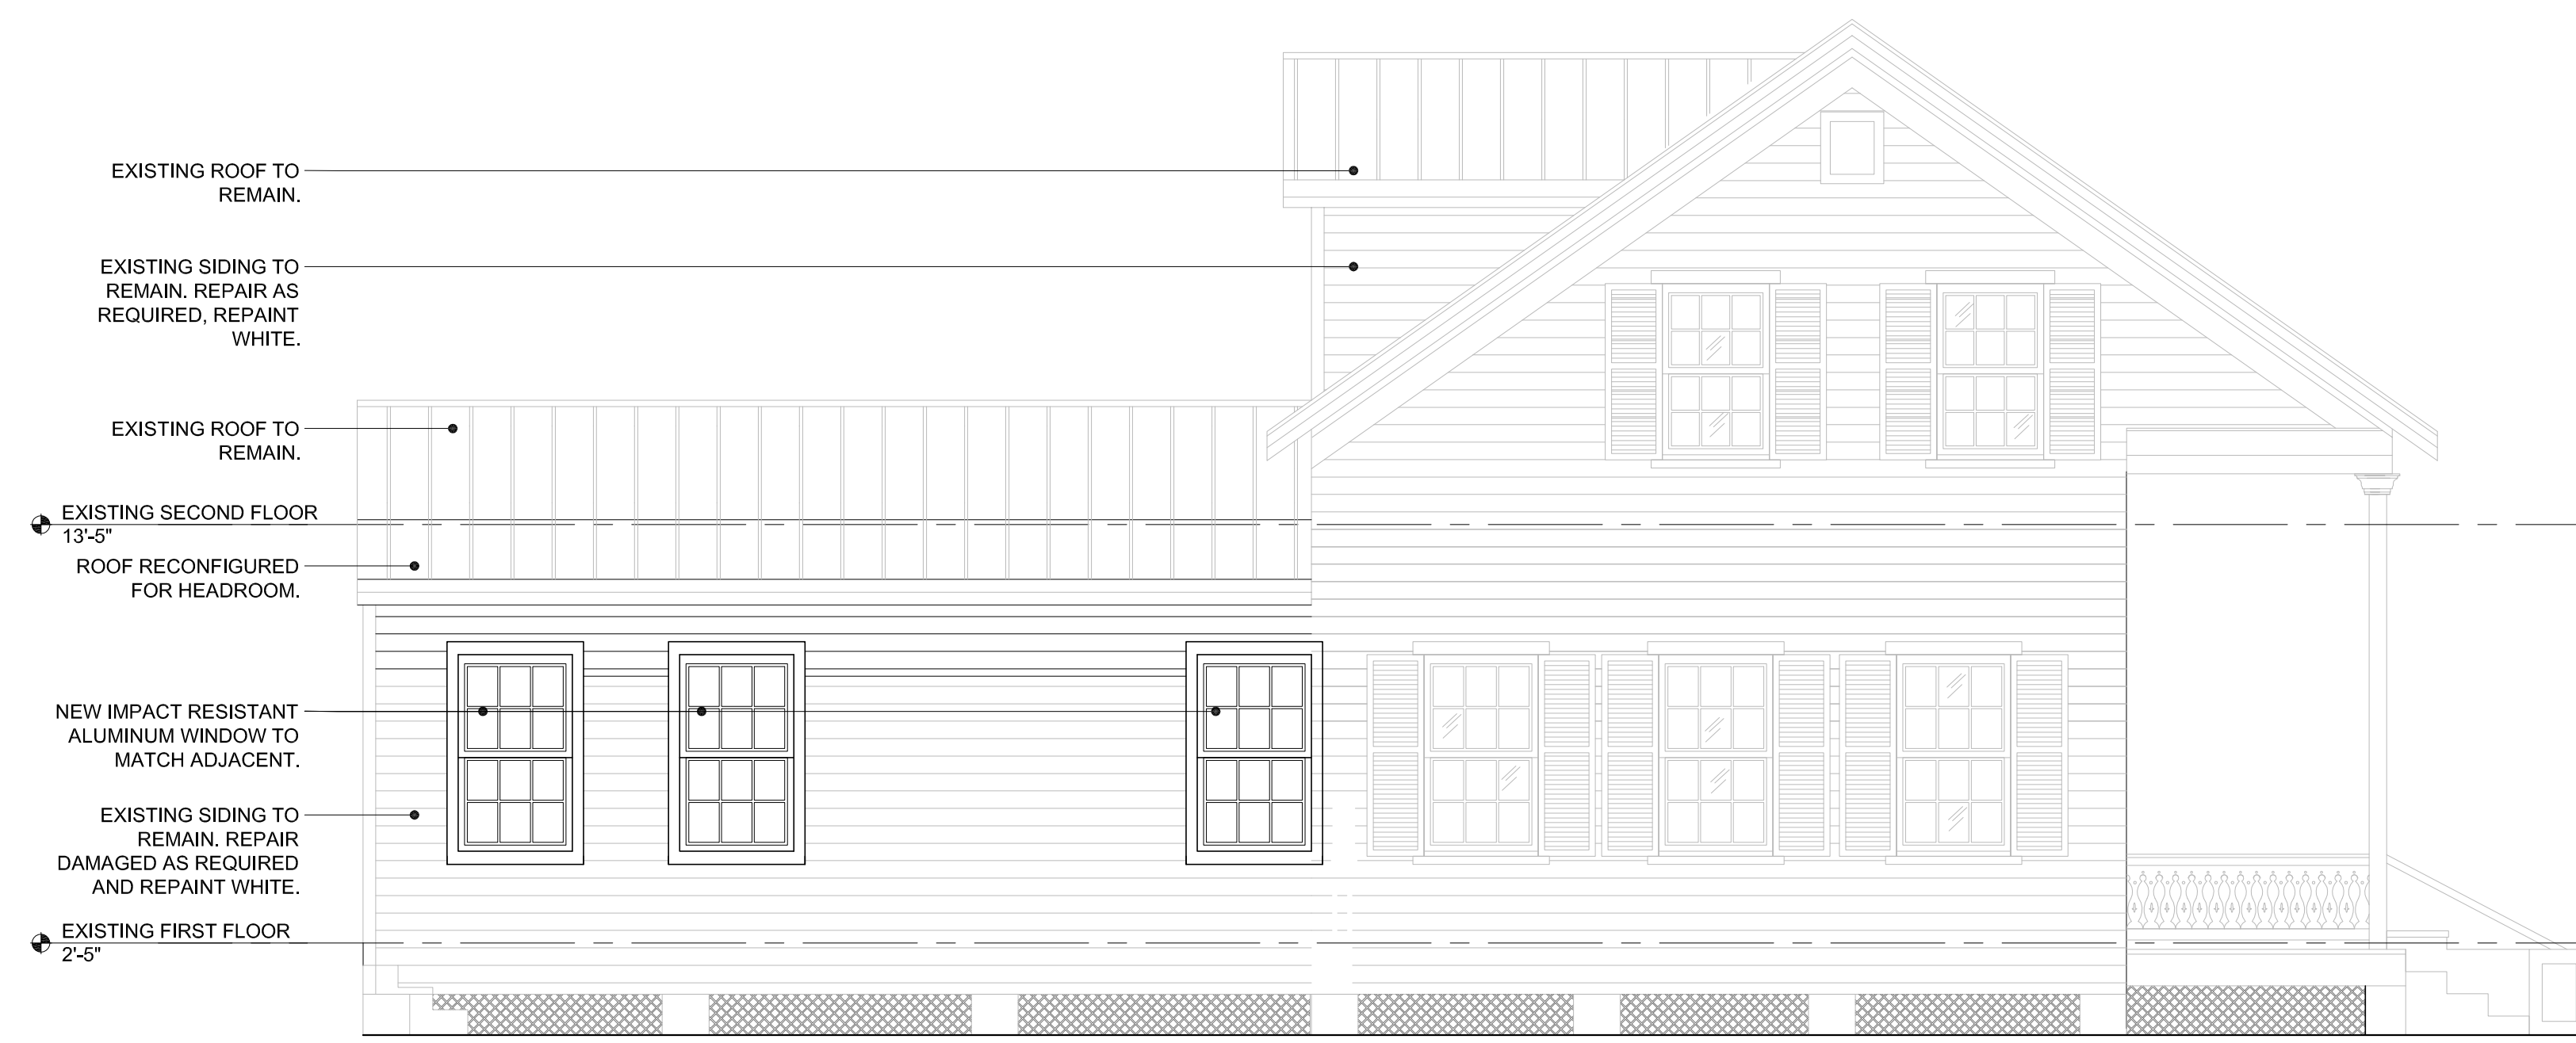 EXISTING ROOF TO
REMAIN.
EXISTING SIDING TO
REMAIN. REPAIR AS
REQUIRED, REPAINT
WHITE.
EXISTING ROOF TO
REMAIN.
EXISTING SECOND FLOOR
13'-5"
ROOF RECONFIGURED
FOR HEADROOM.
NEW IMPACT RESISTANT
ALUMINUM WINDOW TO
MATCH ADJACENT.
EXISTING SIDING TO
REMAIN. REPAIR
DAMAGED AS REQUIRED
AND REPAINT WHITE.
EXISTING FIRST FLOOR
2'-5"